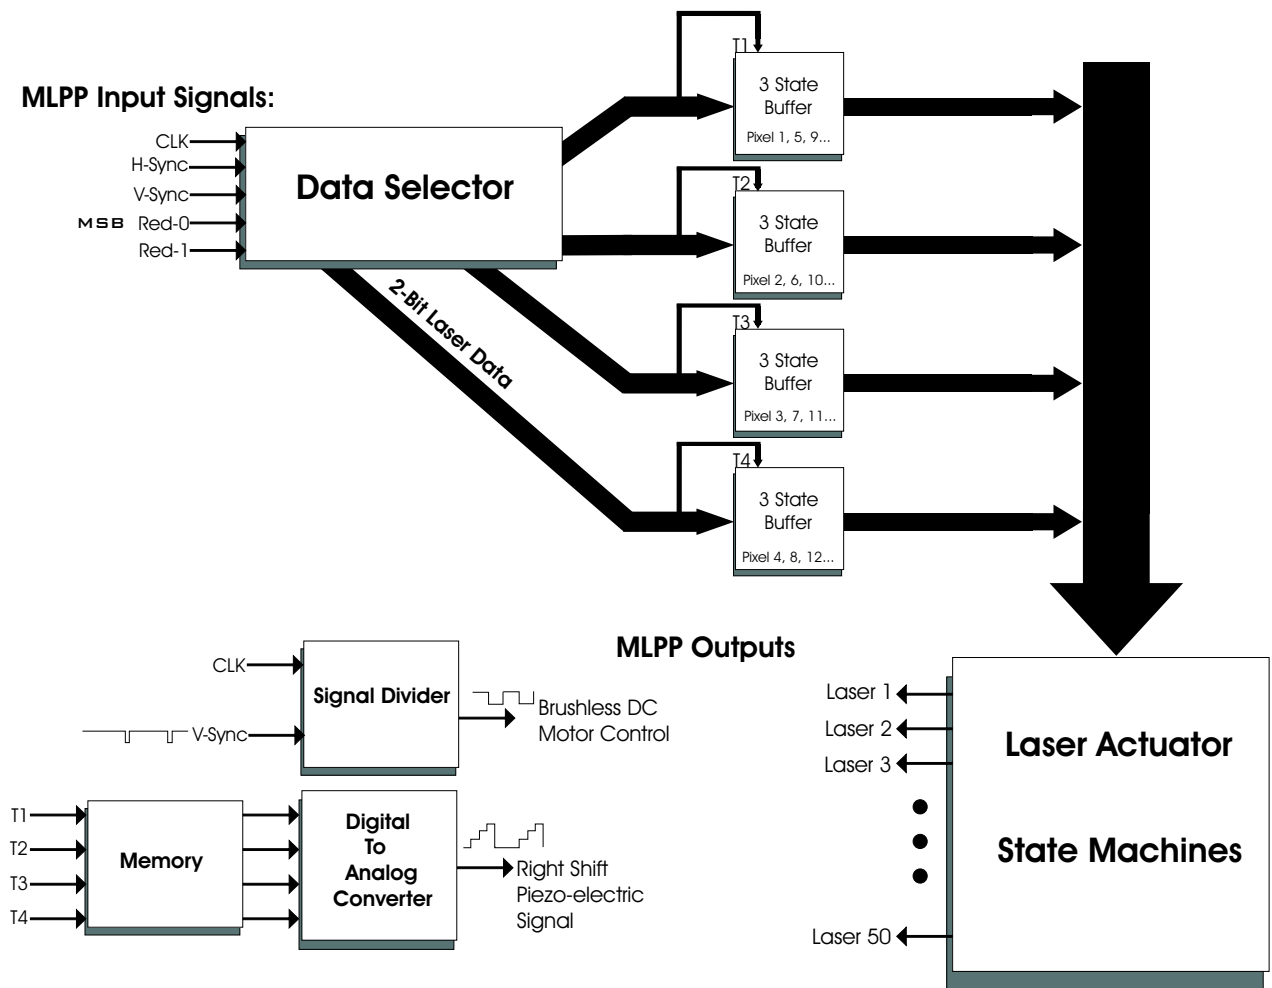 MLPP Input Signals:
CLK
H-Sync
V-Sync
MSB Red-0
Red-1
Data Selector
2-Bit Laser Data
T1
3 State
Buffer
Pixel 1, 5, 9...
T2
3 State
Buffer
Pixel 2, 6, 10...
T3
3 State
Buffer
Pixel 3, 7, 11...
T4
3 State
Buffer
Pixel 4, 8, 12...
CLK
V-Sync
Signal Divider
Brushless DC
Motor Control
T1
T2
T3
T4
Memory
Digital
To
Analog
Converter
Right Shift
Piezo-electric
Signal
MLPP Outputs
Laser 1
Laser 2
Laser 3
Laser 50
Laser Actuator
State Machines